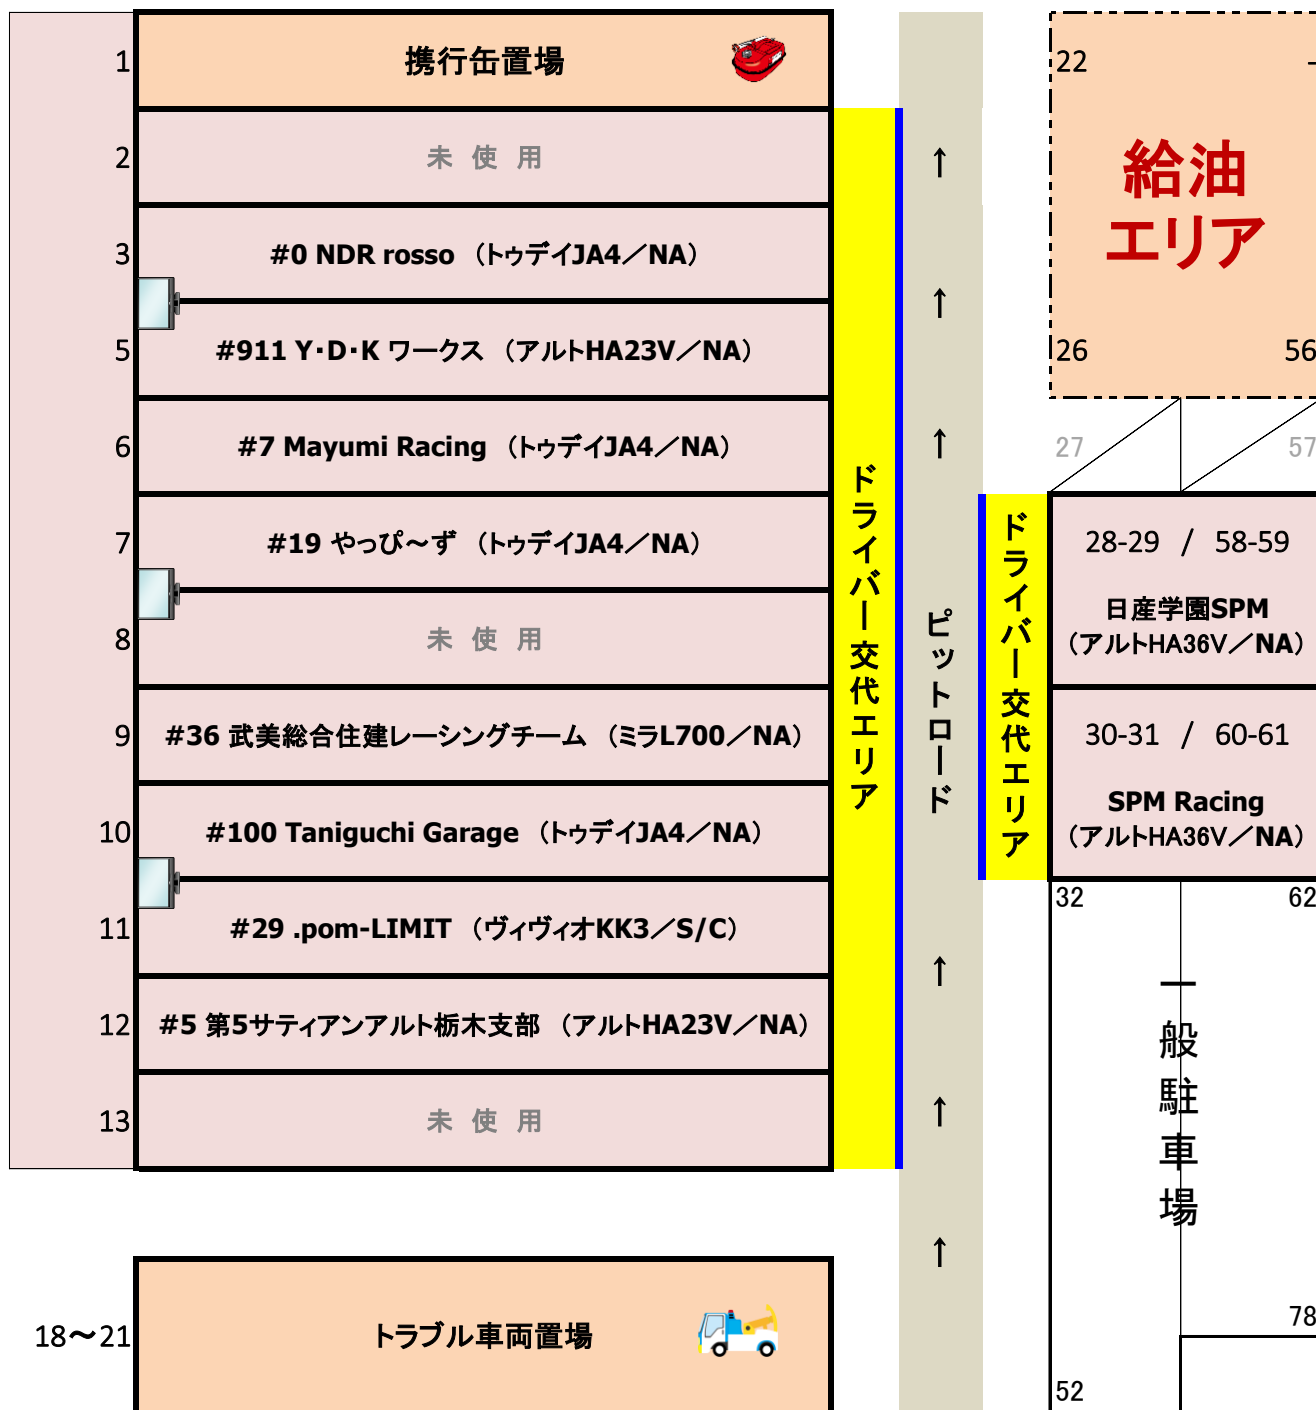 1
携行缶置場
2
未 使 用
3
#0 NDR rosso （トゥデイJA4／NA）
5
#911 Y・D・K ワークス （アルトHA23V／NA）
6
#7 Mayumi Racing （トゥデイJA4／NA）
7
#19 やっぴ～ず （トゥデイJA4／NA）
8
未 使 用
9
#36 武美総合住建レーシングチーム （ミラL700／NA）
10
#100 Taniguchi Garage （トゥデイJA4／NA）
11
#29 .pom-LIMIT （ヴィヴィオKK3／S/C）
12
#5 第5サティアンアルト栃木支部 （アルトHA23V／NA）
13
未 使 用
18～21
トラブル車両置場
ドライバー交代エリア
↑
↑
↑
ピットロード
↑
↑
↑
ドライバー交代エリア
22
給油
エリア
26
56
27
57
28-29 / 58-59
日産学園SPM
（アルトHA36V／NA）
30-31 / 60-61
SPM Racing
（アルトHA36V／NA）
32
62
一般駐車場
78
52